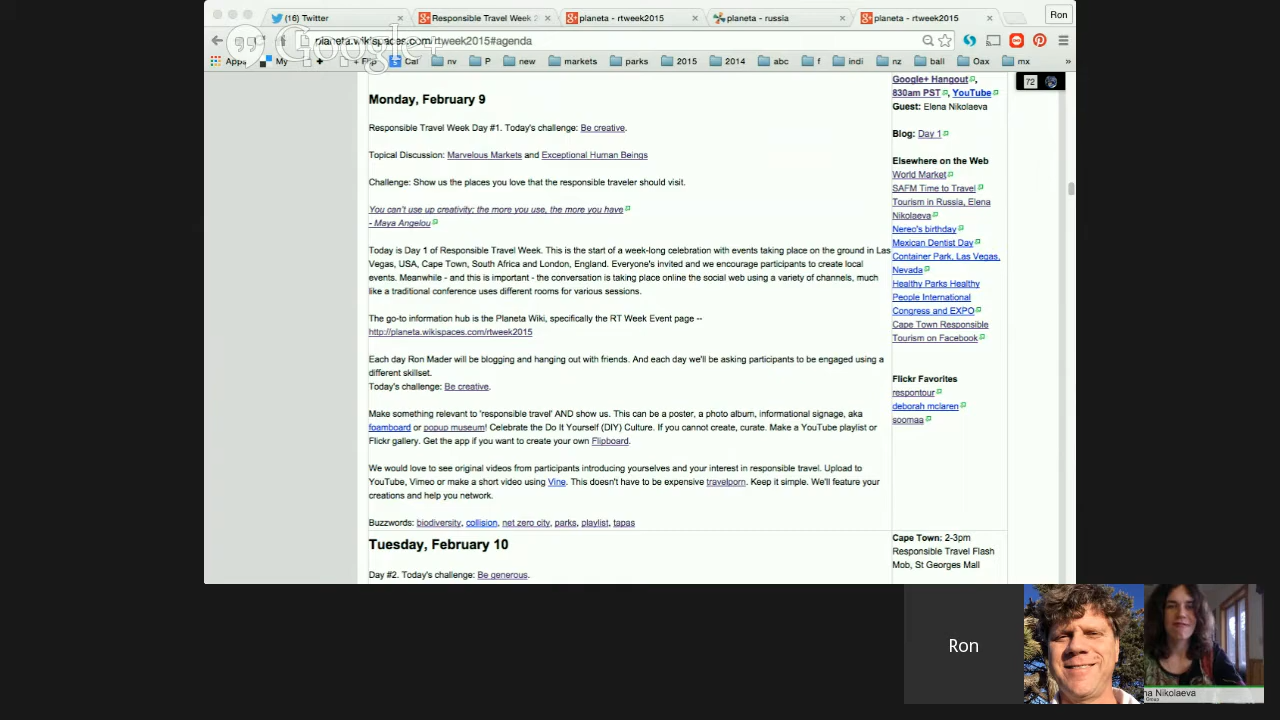 (16) Twitter
Responsible Travel Week
planeta - rtweek2015
planeta - russia
planeta - rtweek2015
Ron
Google+
planeta.wikispaces.com/rtweek2015#agenda
Apps
My
Flip
Cal
nv
P
new
markets
parks
2015
2014
abc
f
indi
nz
ball
Oax
mx
»
72
Monday, February 9
Responsible Travel Week Day #1. Today's challenge: Be creative.
Topical Discussion: Marvelous Markets and Exceptional Human Beings
Challenge: Show us the places you love that the responsible traveler should visit.
You can't use up creativity; the more you use, the more you have
- Maya Angelou
Today is Day 1 of Responsible Travel Week. This is the start of a week-long celebration with events taking place on the ground in Las
Vegas, USA, Cape Town, South Africa and London, England. Everyone's invited and we encourage participants to create local
events. Meanwhile - and this is important - the conversation is taking place online the social web using a variety of channels, much
like a traditional conference uses different rooms for various sessions.
The go-to information hub is the Planeta Wiki, specifically the RT Week Event page --
http://planeta.wikispaces.com/rtweek2015
Each day Ron Mader will be blogging and hanging out with friends. And each day we'll be asking participants to be engaged using a
different skillset.
Today's challenge: Be creative.
Make something relevant to 'responsible travel' AND show us. This can be a poster, a photo album, informational signage, aka
foamboard or popup museum! Celebrate the Do It Yourself (DIY) Culture. If you cannot create, curate. Make a YouTube playlist or
Flickr gallery. Get the app if you want to create your own Flipboard.
We would love to see original videos from participants introducing yourselves and your interest in responsible travel. Upload to
YouTube, Vimeo or make a short video using Vine. This doesn't have to be expensive travelporn. Keep it simple. We'll feature your
creations and help you network.
Buzzwords: biodiversity, collision, net zero city, parks, playlist, tapas
Tuesday, February 10
Day #2. Today's challenge: Be generous.
Google+ Hangout,
830am PST, YouTube
Guest: Elena Nikolaeva
Blog: Day 1
Elsewhere on the Web
World Market
SAFM Time to Travel
Tourism in Russia, Elena
Nikolaeva
Nereo's birthday
Mexican Dentist Day
Container Park, Las Vegas,
Nevada
Healthy Parks Healthy
People International
Congress and EXPO
Cape Town Responsible
Tourism on Facebook
Flickr Favorites
respontour
deborah mclaren
soomaa
Cape Town: 2-3pm
Responsible Travel Flash
Mob, St Georges Mall
Ron
na Nikolaeva